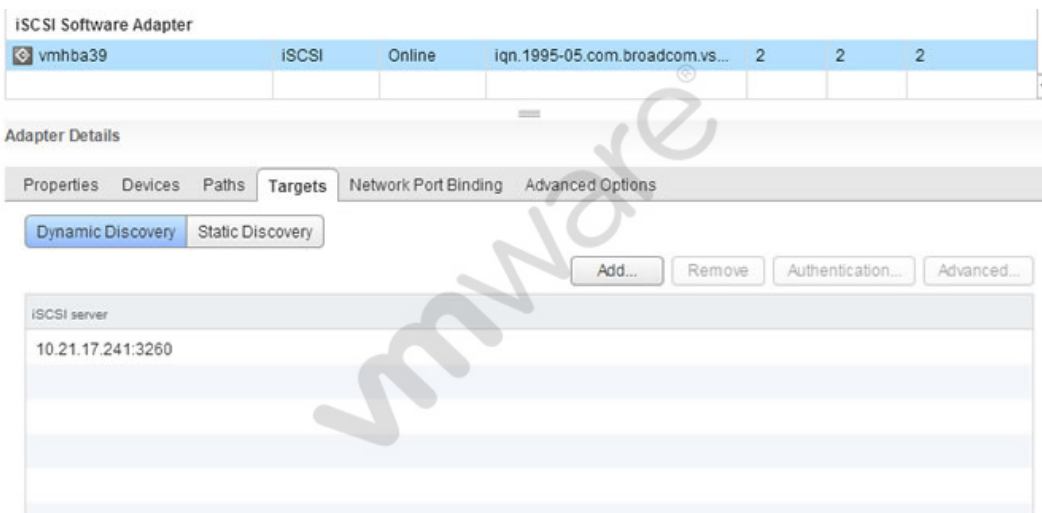 iSCSI Software Adapter
vmhba39 iSCSI Online iqn.1995-05.com.broadcom.vs... 2 2 2
Adapter Details
Properties Devices Paths Targets Network Port Binding Advanced Options
Dynamic Discovery Static Discovery
Add... Remove Authentication... Advanced...
iSCSI server
10.21.17.241:3260
vmware®